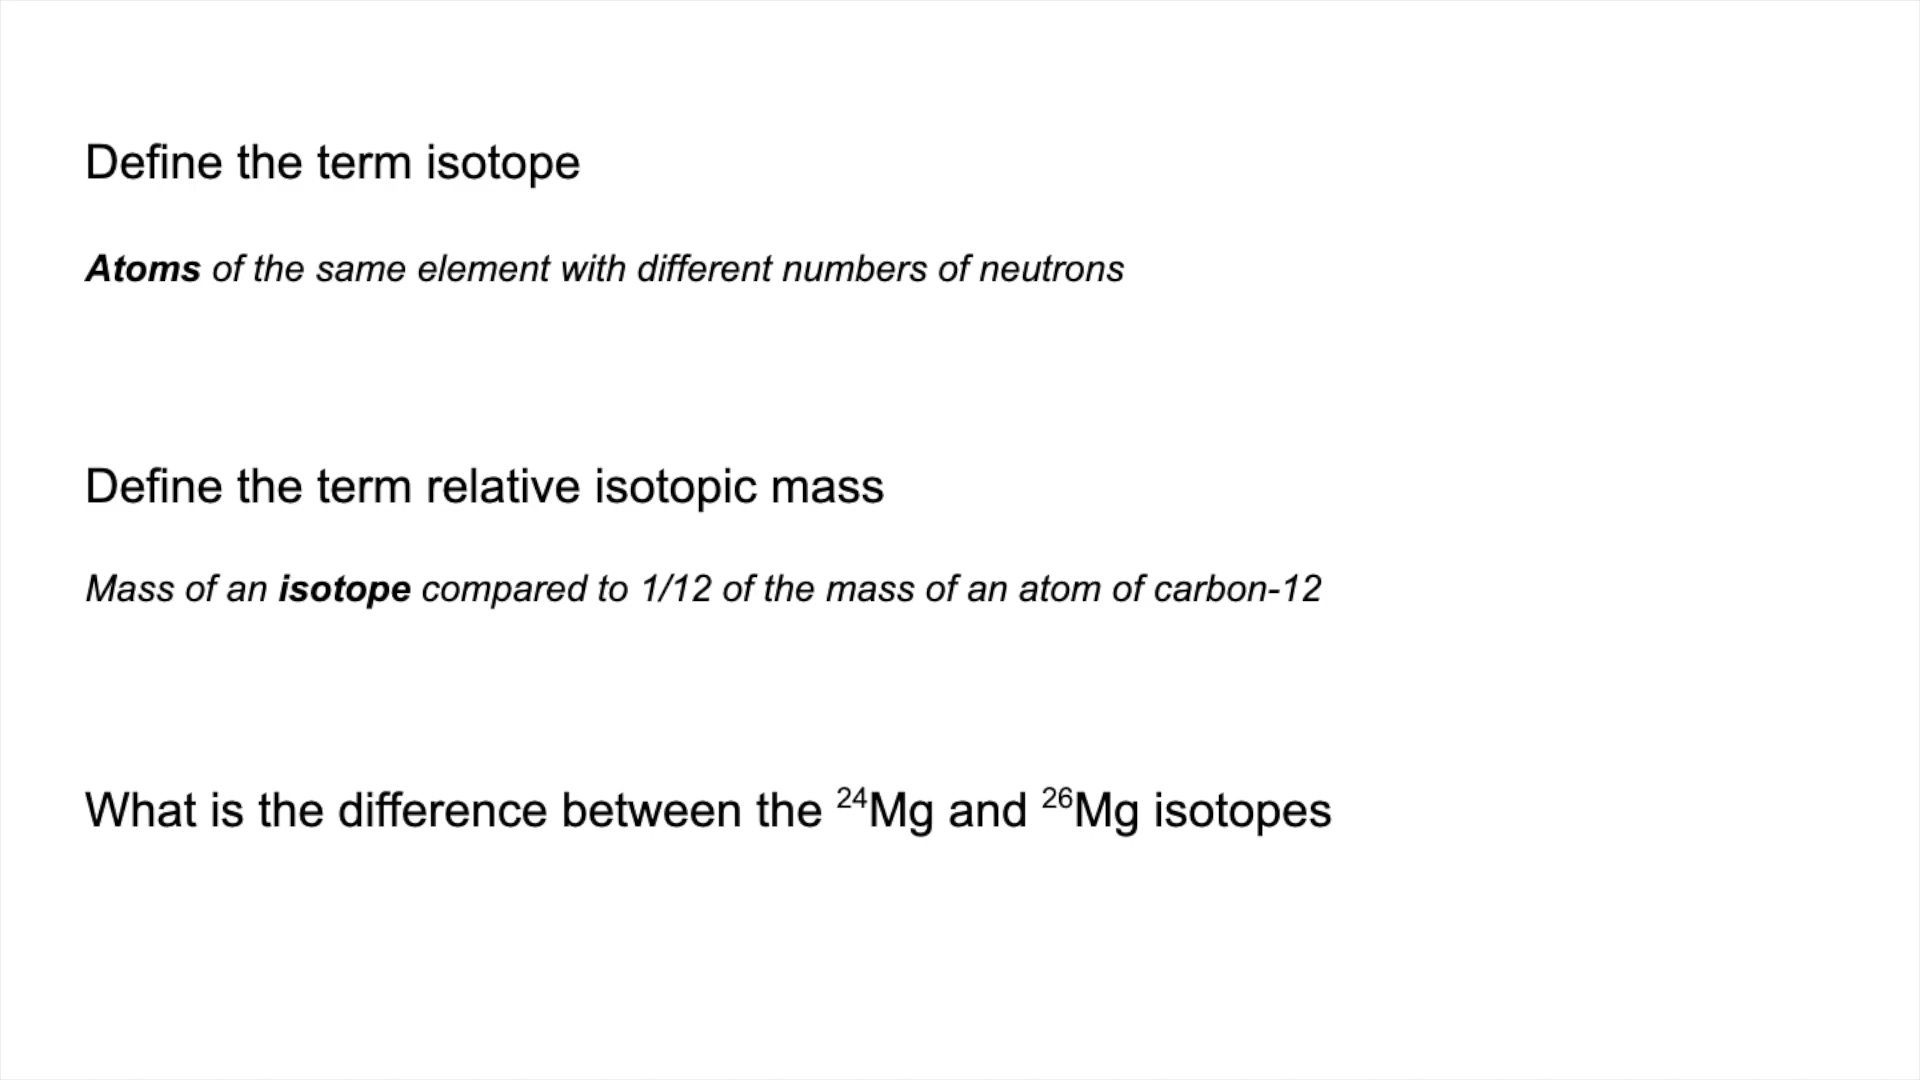 Define the term isotope
Atoms of the same element with different numbers of neutrons
Define the term relative isotopic mass
Mass of an isotope compared to 1/12 of the mass of an atom of carbon-12
What is the difference between the ²⁴Mg and ²⁶Mg isotopes